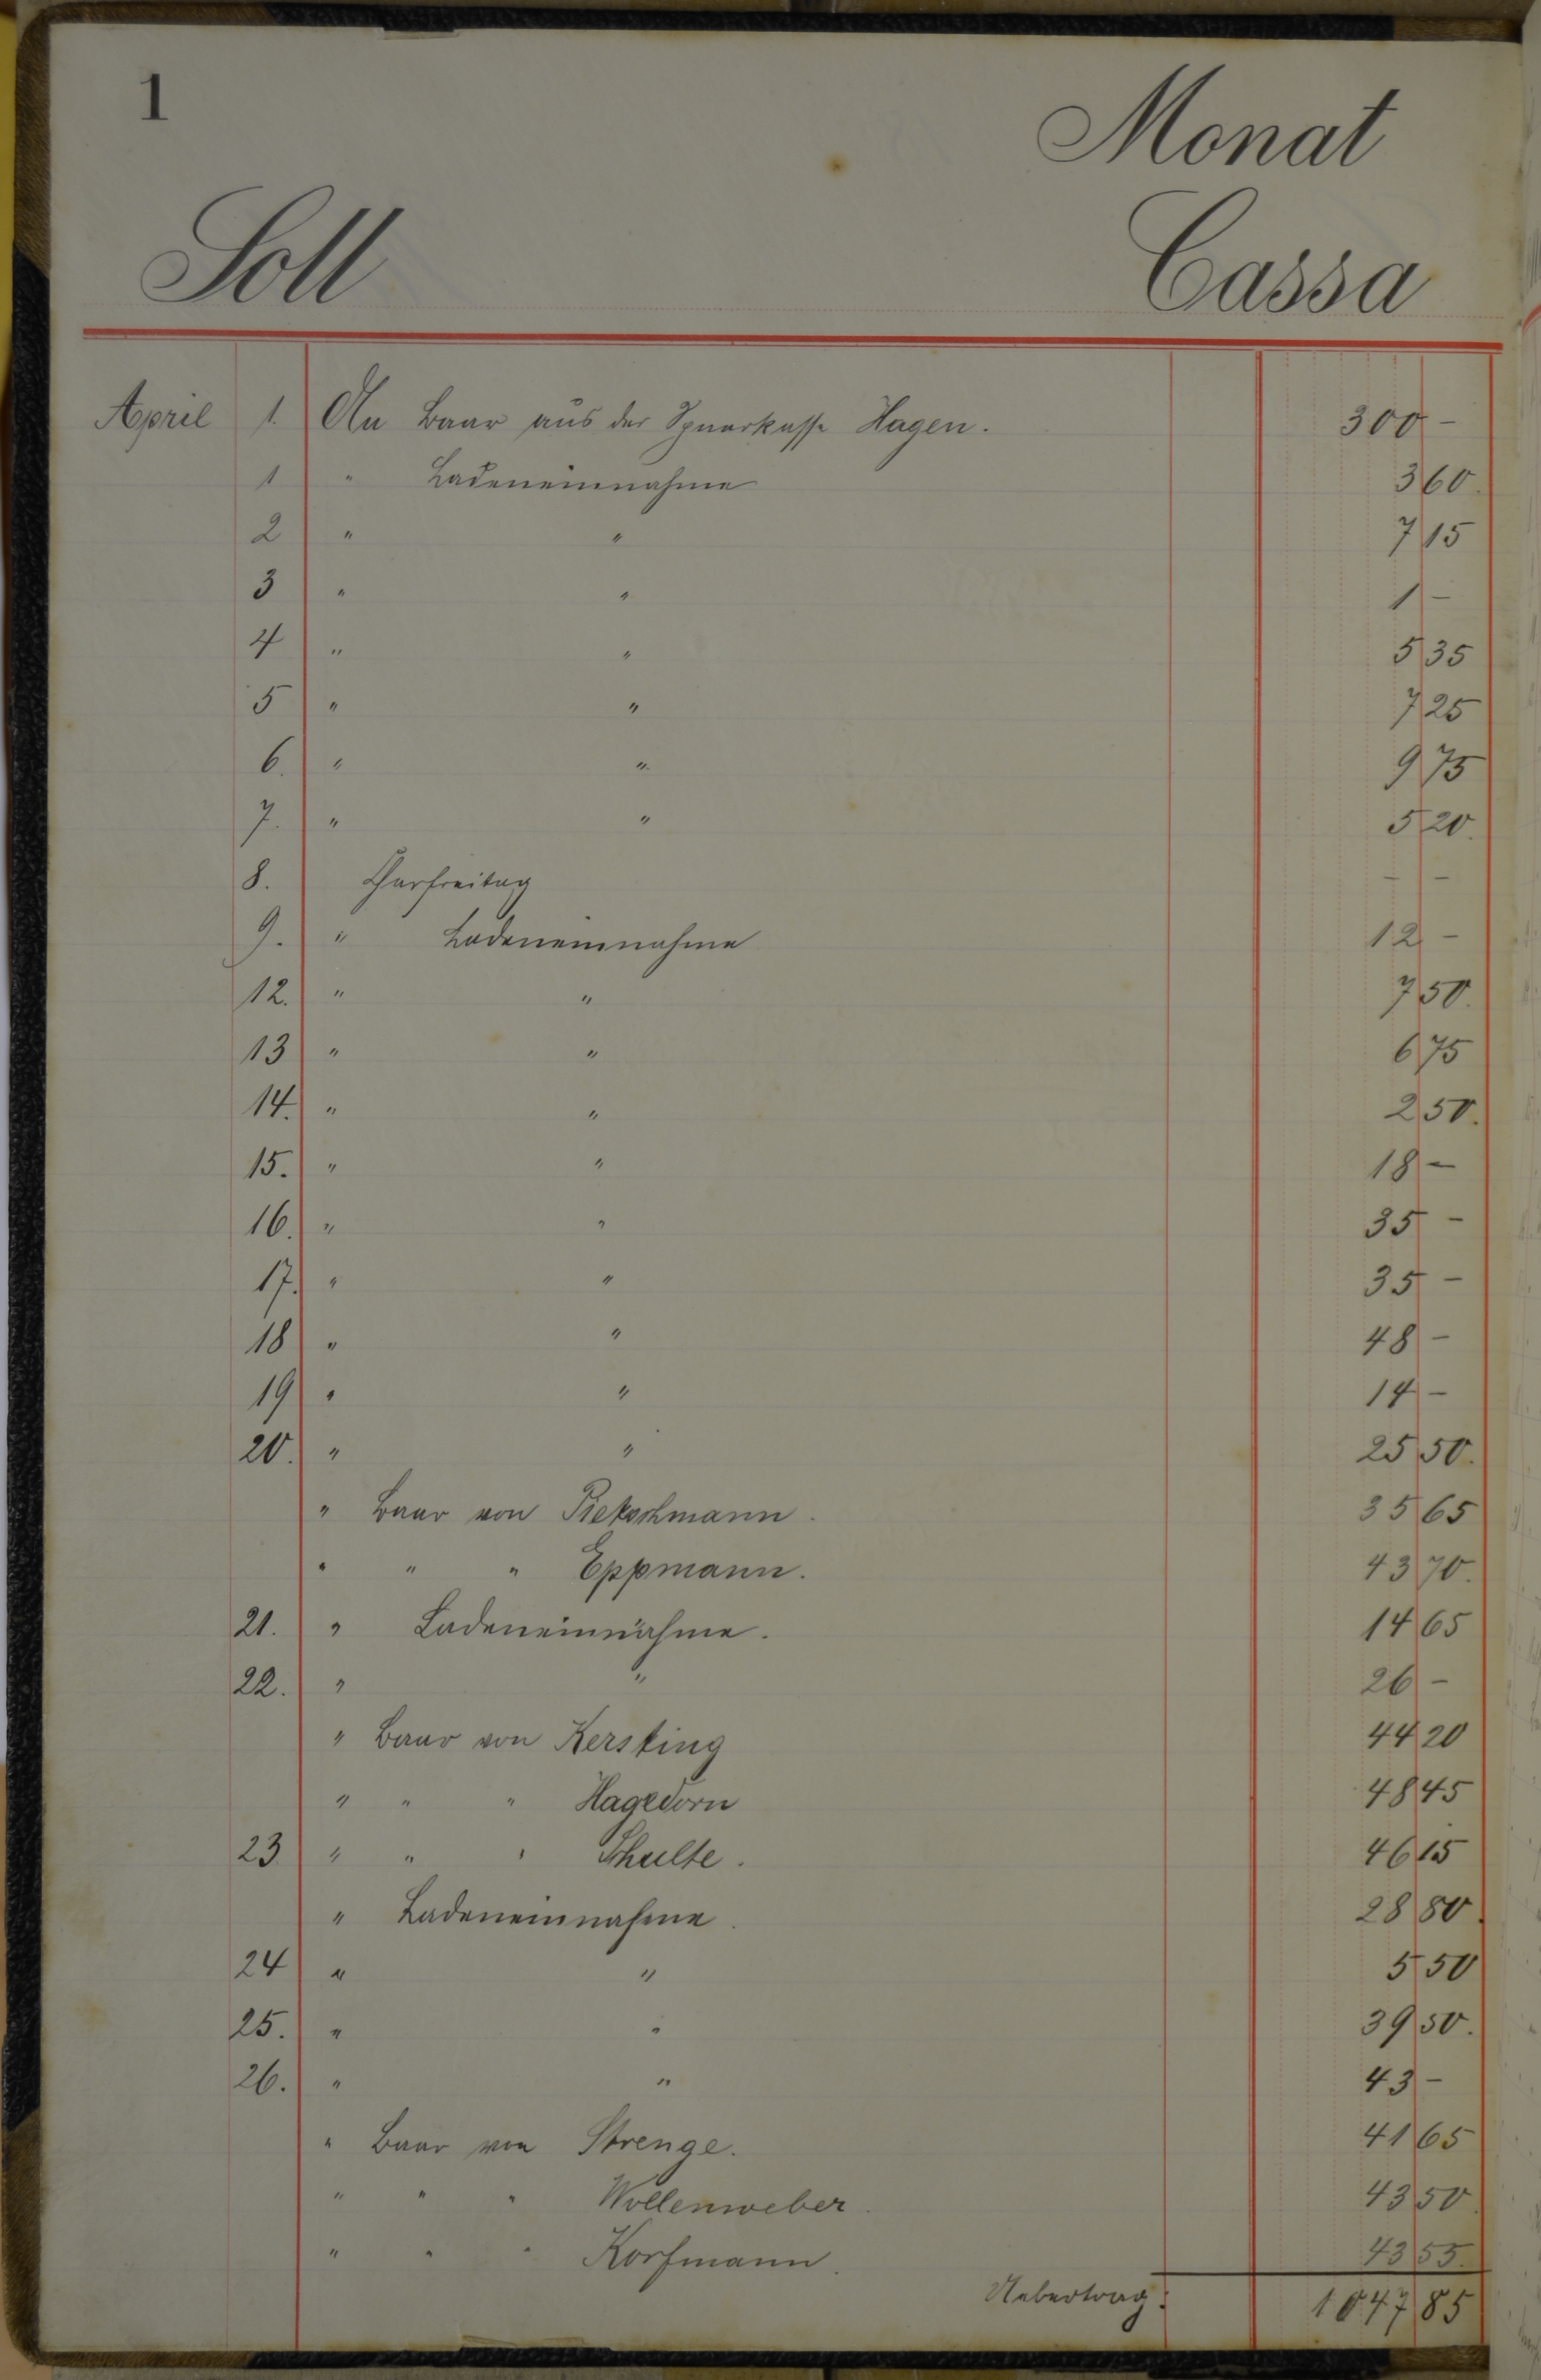 1
Monat
Soll Cassa
April 1. An Baar aus der Sparkasse Hagen. 300 -
1 " Ladeneinnahme 3 60.
2 " " 7 15
3 " " 1 -
4 " " 5 35
5 " " 7 25
6. " " 9 75
7. " " 5 20.
8. Charfreitag - -
9. " Ladeneinnahme 12 -
12. " " 7 50.
13 " " 6 75
14. " " 2 50.
15. " " 18 -
16. " " 35 -
17. " " 35 -
18 " " 48 -
19 " " 14 -
20. " " 25 50.
" Baar von Pietschmann. 35 65
" " " Eppmann. 43 70.
21. " Ladeneinnahme. 14 65
22. " " 26 -
" Baar von Kersting 44 20
" " " Hagedorn 48 45
23 " " " Schulte. 46 15
" Ladeneinnahme. 28 80.
24 " " 5 50
25. " " 39 50.
26. " " 43 -
" Baar von Strenge. 41 65
" " " Wollenweber. 43 50
" " " Korfmann. 43 55.
Uebertrag: 1047 85